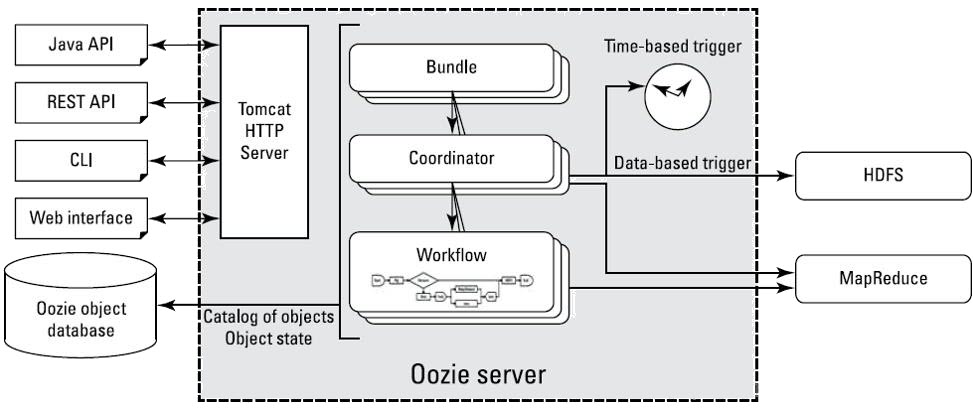 Java API
REST API
CLI
Web interface
Oozie object
database
Tomcat
HTTP
Server
Bundle
Coordinator
Workflow
Time-based trigger
Data-based trigger
HDFS
MapReduce
Catalog of objects
Object state
Oozie server